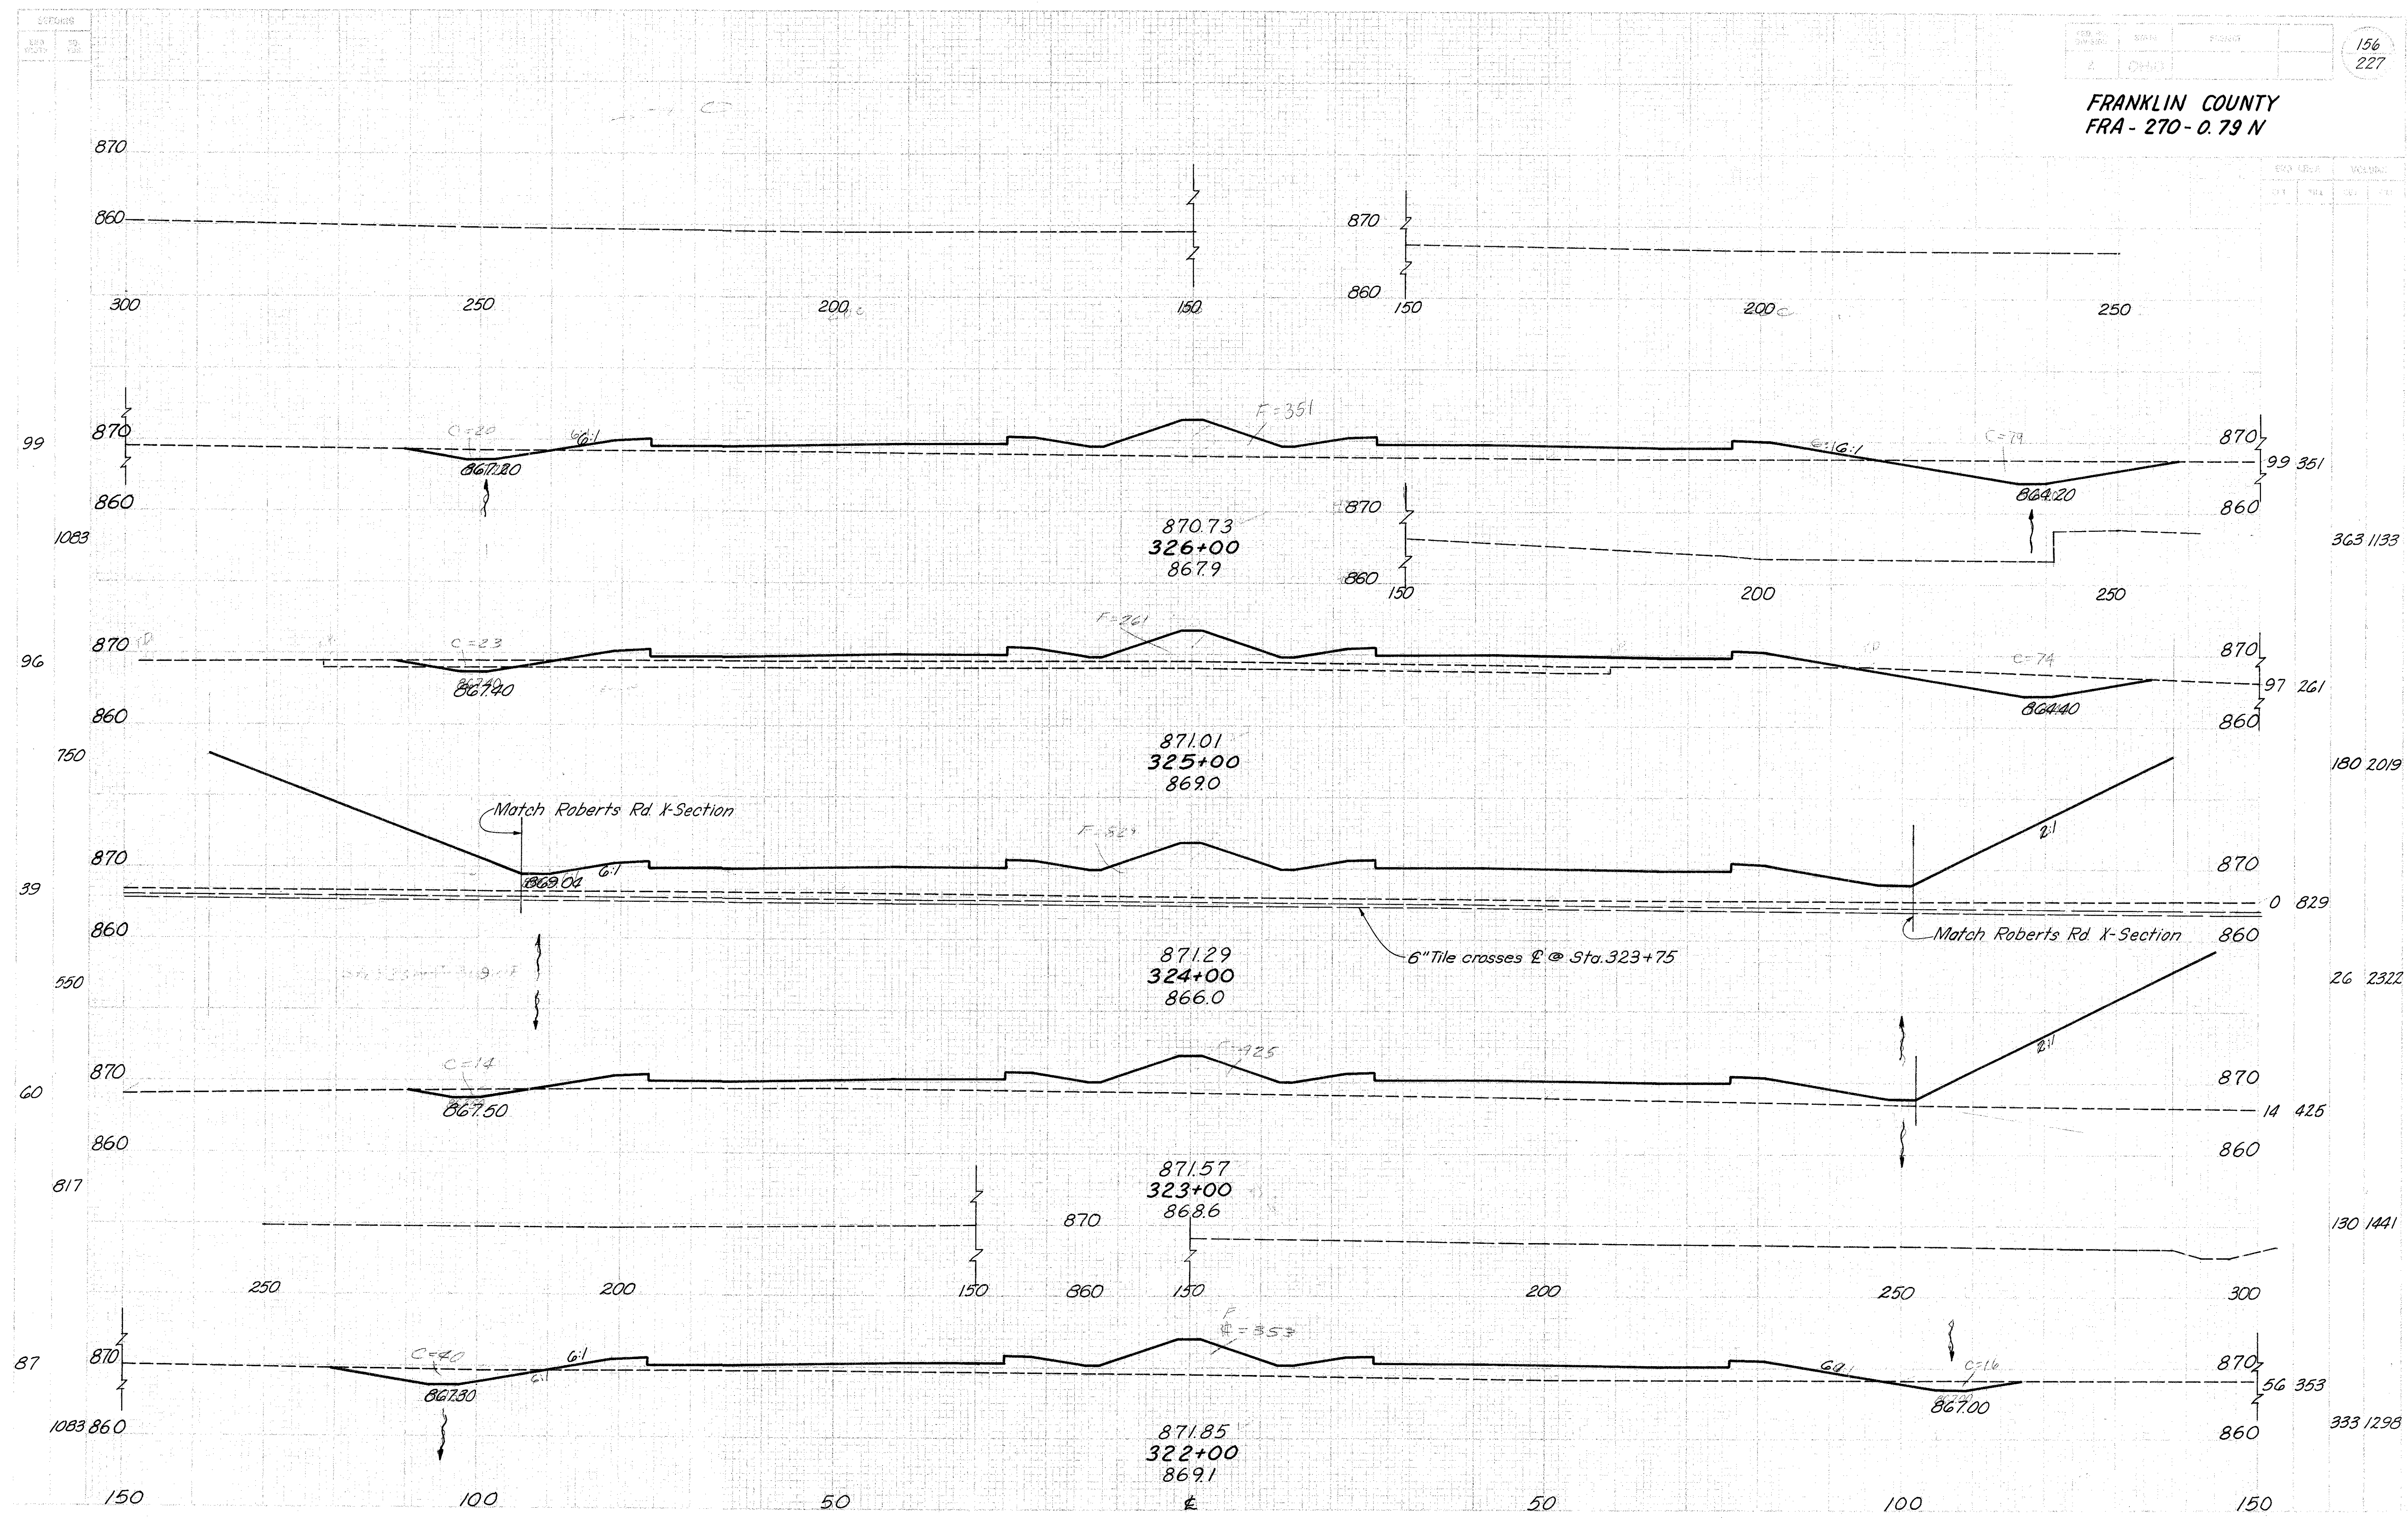 156
227
FRANKLIN COUNTY
FRA - 270 - 0.79 N
870
860
870
860
300 250 200 150 150 200 250
F = 351
C = 20
6:1
6:1
C = 79
99 870 870 99 351
867.20
864.20
860 870 860
870.73
1083 326+00 363 1133
867.9
860
150 200 250
F = 261
C = 23
C = 74
96 870 870 97 261
867.40
864.40
860 860
871.01
750 325+00 180 2019
869.0
Match Roberts Rd. X-Section
2:1
870 870
6:1
869.04
39 0 829
860 860
Match Roberts Rd. X-Section
6" Tile crosses ℄ @ Sta. 323+75
871.29
550 324+00 26 2322
866.0
2:1
C = 14
870 870
60 14 425
867.50
860 860
871.57
817 323+00
868.6
870 130 1441
250 200 150 860 150 200 250 300
F = 353
C = 40
6:1
6:1
6:1
C = 16
87 870 870 56 353
867.30
867.00
1083 860 860 333 1298
871.85
322+00
869.1
150 100 50 ℄ 50 100 150